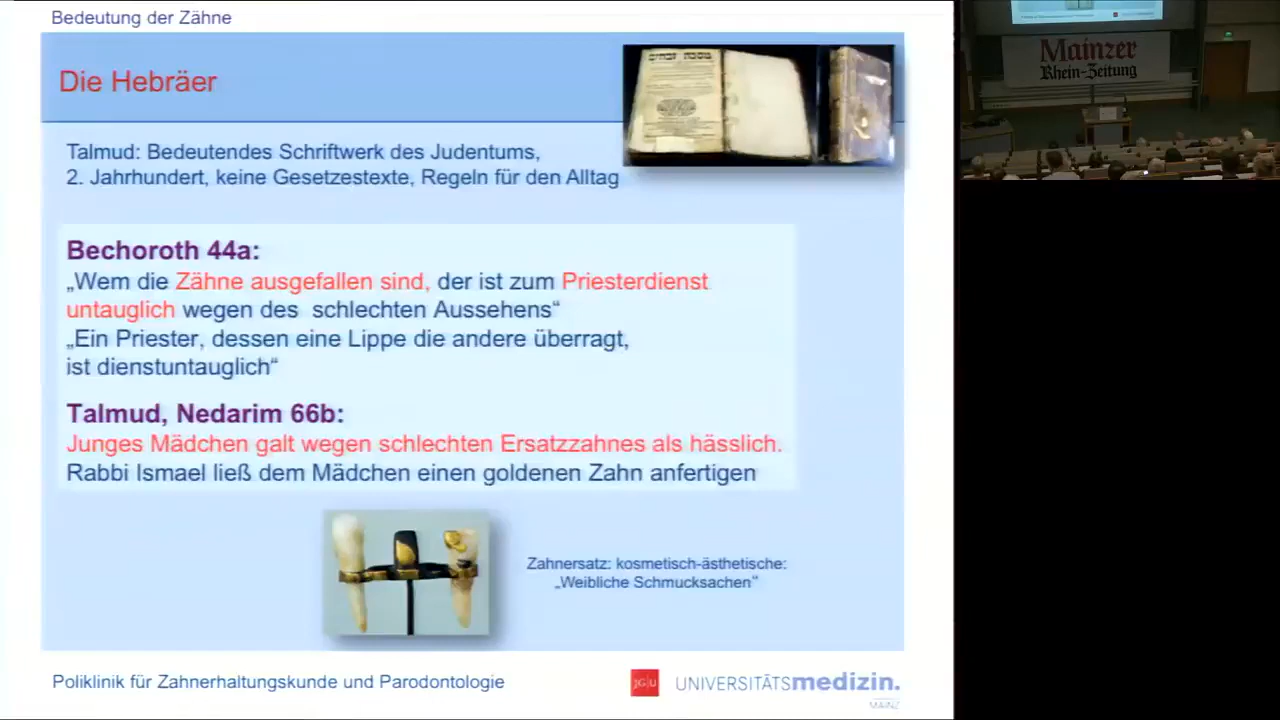 Bedeutung der Zähne
Die Hebräer
Talmud: Bedeutendes Schriftwerk des Judentums,
2. Jahrhundert, keine Gesetzestexte, Regeln für den Alltag
Bechoroth 44a:
„Wem die Zähne ausgefallen sind, der ist zum Priesterdienst
untauglich wegen des schlechten Aussehens“
„Ein Priester, dessen eine Lippe die andere überragt,
ist dienstuntauglich“
Talmud, Nedarim 66b:
Junges Mädchen galt wegen schlechten Ersatzzahnes als hässlich.
Rabbi Ismael ließ dem Mädchen einen goldenen Zahn anfertigen
Zahnersatz: kosmetisch-ästhetische:
„Weibliche Schmucksachen“
Poliklinik für Zahnerhaltungskunde und Parodontologie
JG|U
UNIVERSITÄTSmedizin.
MAINZ
Mainzer
Rhein-Zeitung